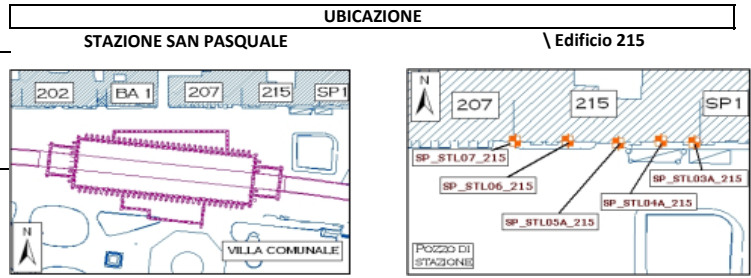 UBICAZIONE
STAZIONE SAN PASQUALE
\ Edificio 215
202 BA 1 207 215 SP1
N
VILLA COMUNALE
N
207 215 SP1
SP_STL07_215
SP_STL06_215
SP_STL05A_215
SP_STL04A_215
SP_STL03A_215
POZZO DI
STAZIONE